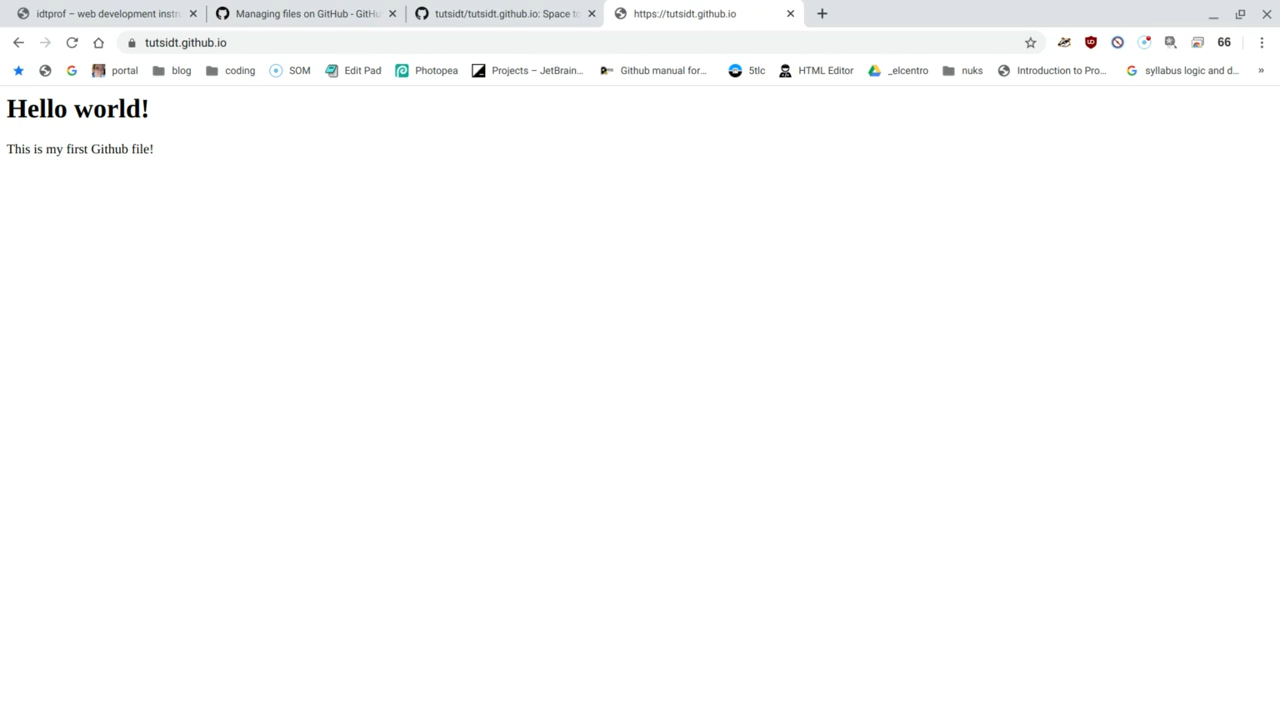 idtprof – web development instr
Managing files on GitHub - GitHu
tutsidt/tutsidt.github.io: Space to
https://tutsidt.github.io
tutsidt.github.io
66
portal
blog
coding
SOM
Edit Pad
Photopea
Projects – JetBrain...
Github manual for...
5tlc
HTML Editor
_elcentro
nuks
Introduction to Pro...
syllabus logic and d...
»
Hello world!
This is my first Github file!